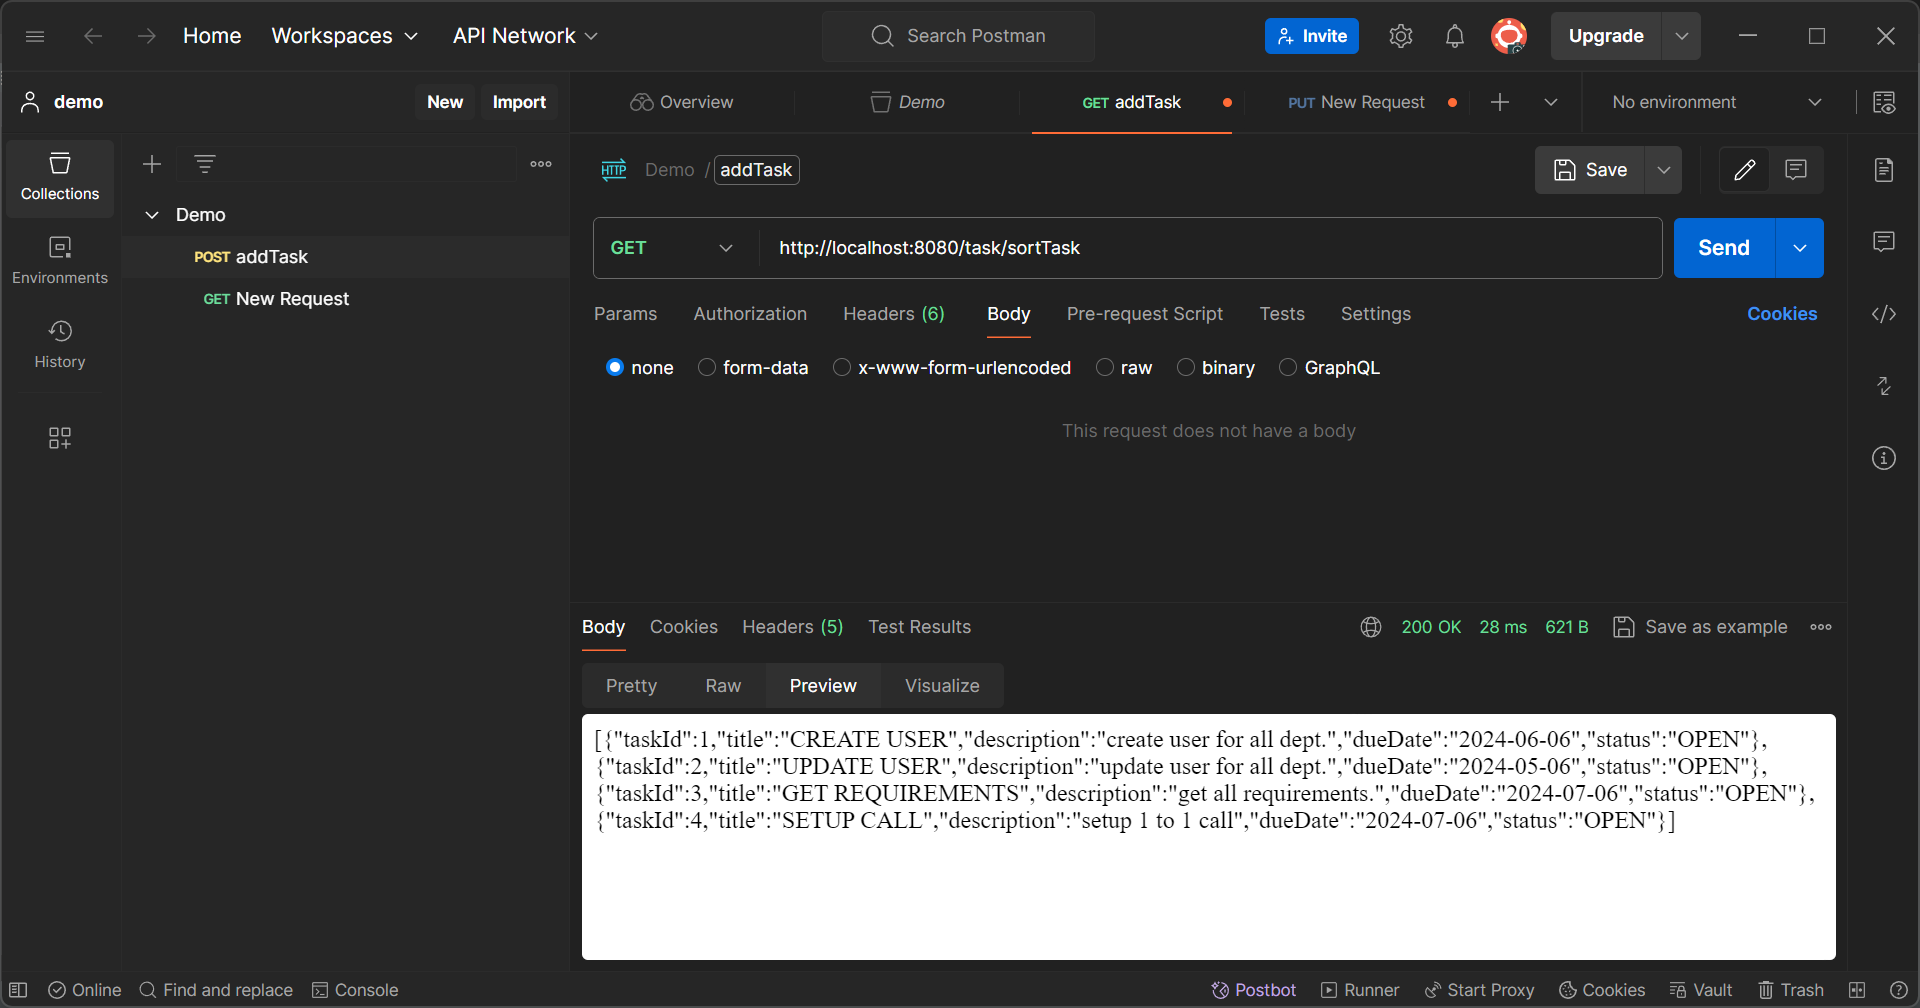 Home Workspaces API Network Search Postman Invite Upgrade
demo New Import Overview Demo GET addTask PUT New Request No environment
Collections
Environments
History
Demo
POST addTask
GET New Request
HTTP Demo / addTask Save
GET http://localhost:8080/task/sortTask Send
Params Authorization Headers (6) Body Pre-request Script Tests Settings Cookies
none form-data x-www-form-urlencoded raw binary GraphQL
This request does not have a body
Body Cookies Headers (5) Test Results 200 OK 28 ms 621 B Save as example
Pretty Raw Preview Visualize
[{"taskId":1,"title":"CREATE USER","description":"create user for all dept.","dueDate":"2024-06-06","status":"OPEN"},
{"taskId":2,"title":"UPDATE USER","description":"update user for all dept.","dueDate":"2024-05-06","status":"OPEN"},
{"taskId":3,"title":"GET REQUIREMENTS","description":"get all requirements.","dueDate":"2024-07-06","status":"OPEN"},
{"taskId":4,"title":"SETUP CALL","description":"setup 1 to 1 call","dueDate":"2024-07-06","status":"OPEN"}]
Online Find and replace Console Postbot Runner Start Proxy Cookies Vault Trash